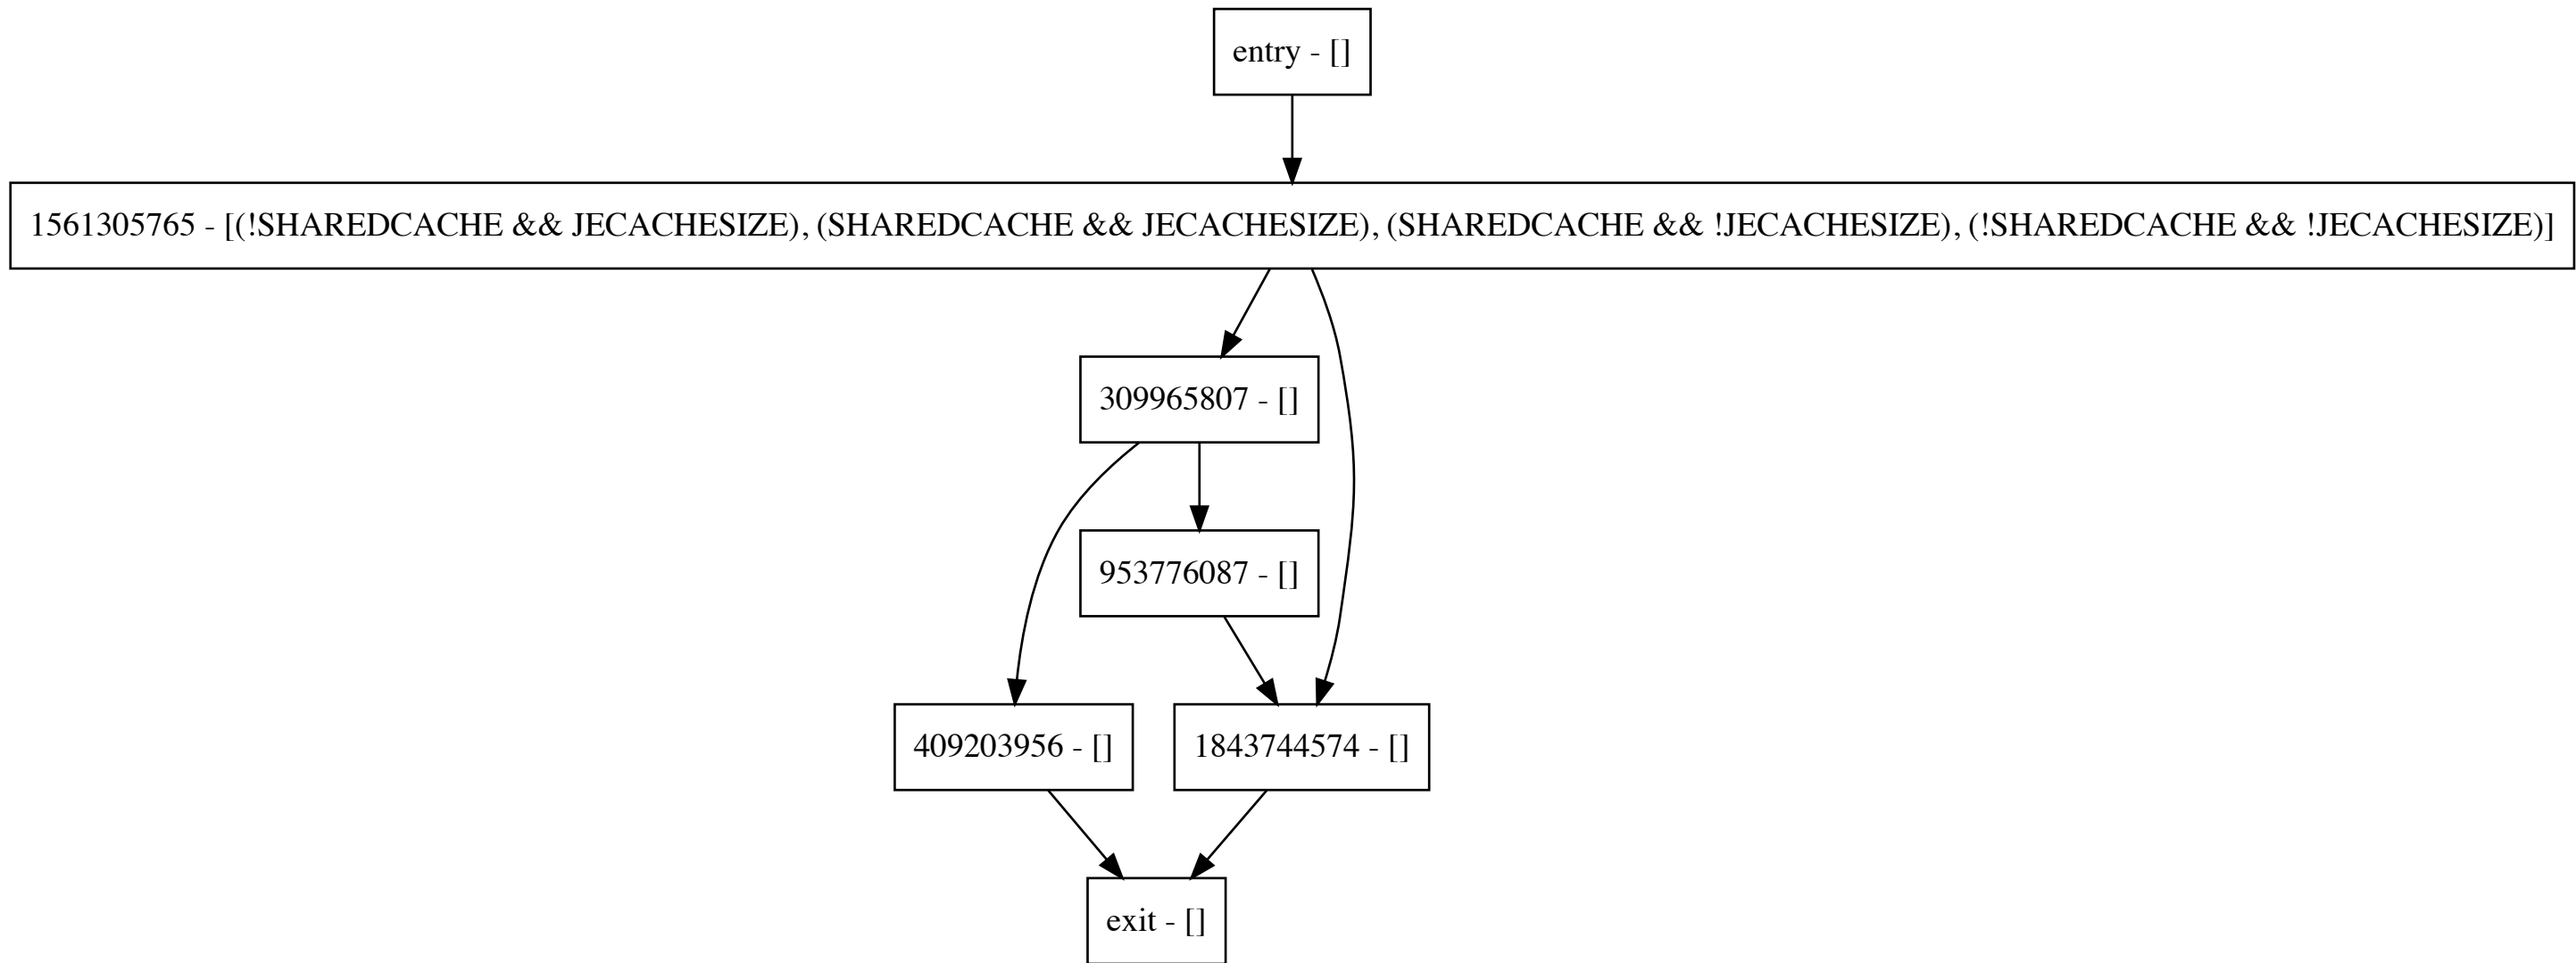 entry - []
1561305765 - [(!SHAREDCACHE && JECACHESIZE), (SHAREDCACHE && JECACHESIZE), (SHAREDCACHE && !JECACHESIZE), (!SHAREDCACHE && !JECACHESIZE)]
309965807 - []
953776087 - []
409203956 - []
1843744574 - []
exit - []